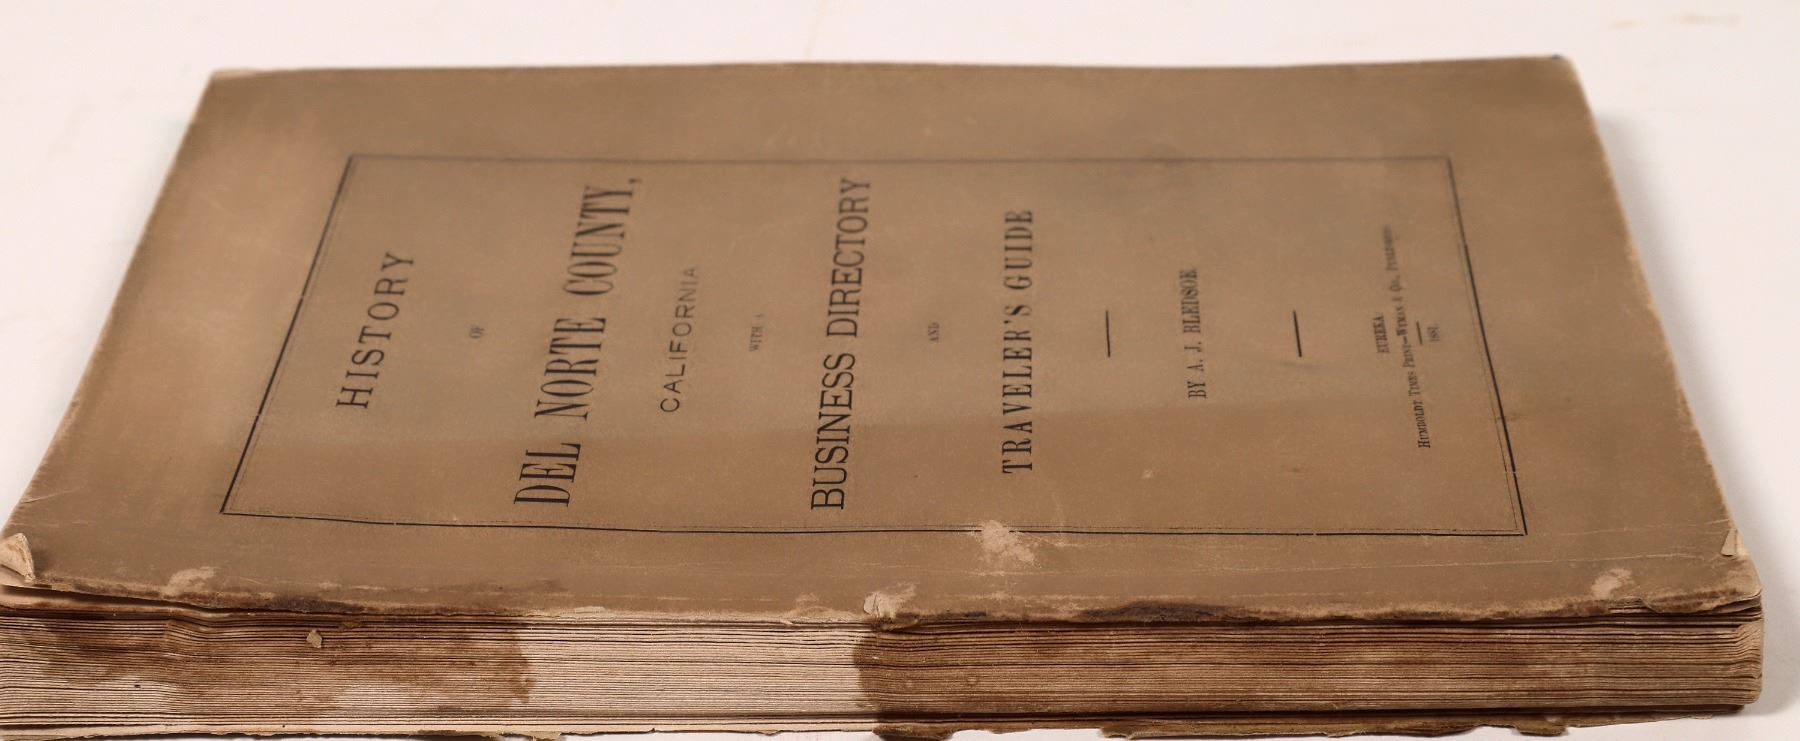 HISTORY
OF
DEL NORTE COUNTY,
CALIFORNIA
WITH A
BUSINESS DIRECTORY
AND
TRAVELER'S GUIDE
BY A. J. BLEDSOE
EUREKA:
HUMBOLDT TIMES PRINT—WYMAN & CO., PUBLISHERS.
1881.